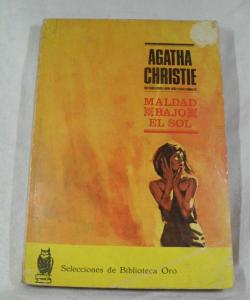 AGATHA
CHRISTIE
MALDAD
BAJO
EL SOL
Selecciones de Biblioteca Oro